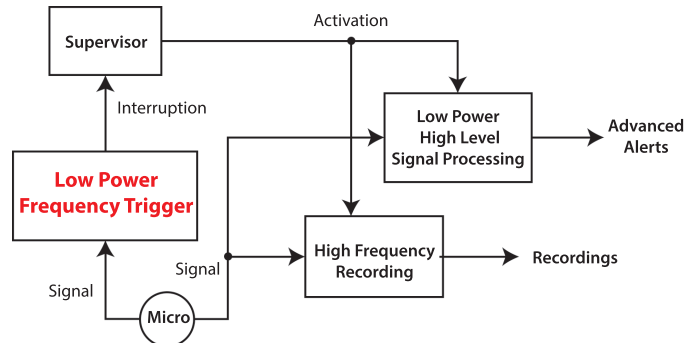 Activation
Supervisor
Interruption
Low Power
High Level
Signal Processing
Advanced
Alerts
Low Power
Frequency Trigger
High Frequency
Recording
Recordings
Signal
Signal
Micro